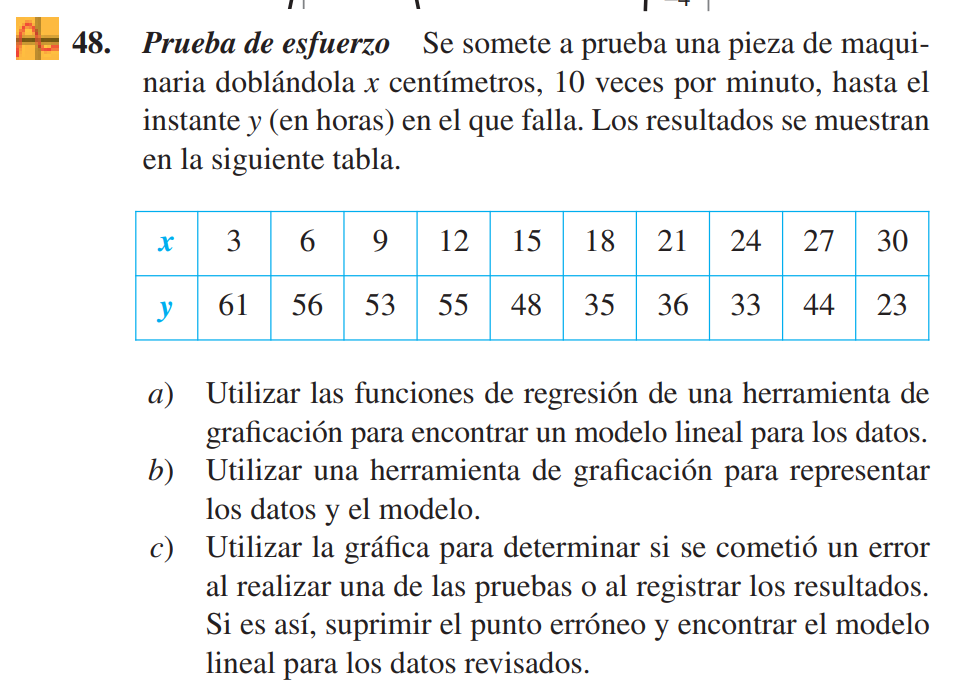 48. Prueba de esfuerzo Se somete a prueba una pieza de maqui-
naria doblándola x centímetros, 10 veces por minuto, hasta el
instante y (en horas) en el que falla. Los resultados se muestran
en la siguiente tabla.
x 3 6 9 12 15 18 21 24 27 30
y 61 56 53 55 48 35 36 33 44 23
a) Utilizar las funciones de regresión de una herramienta de
graficación para encontrar un modelo lineal para los datos.
b) Utilizar una herramienta de graficación para representar
los datos y el modelo.
c) Utilizar la gráfica para determinar si se cometió un error
al realizar una de las pruebas o al registrar los resultados.
Si es así, suprimir el punto erróneo y encontrar el modelo
lineal para los datos revisados.